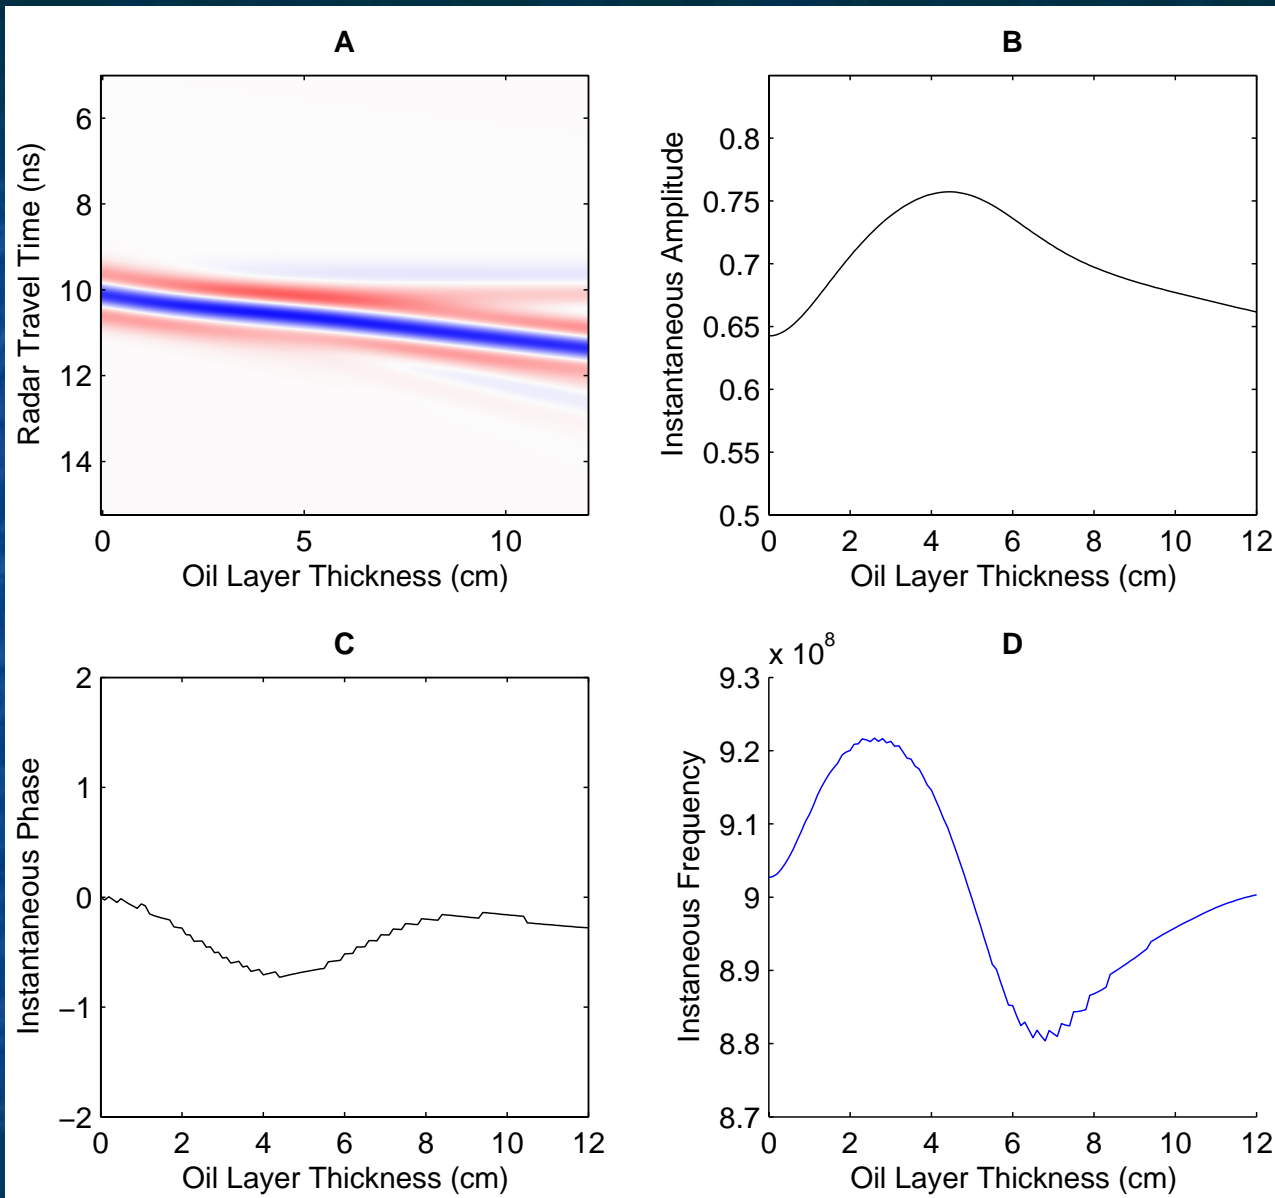 A
6
8
10
12
14
Radar Travel Time (ns)
0 5 10
Oil Layer Thickness (cm)
B
0.8
0.75
0.7
0.65
0.6
0.55
0.5
Instantaneous Amplitude
0 2 4 6 8 10 12
Oil Layer Thickness (cm)
C
2
1
0
−1
−2
Instantaneous Phase
0 2 4 6 8 10 12
Oil Layer Thickness (cm)
D
x 10⁸
9.3
9.2
9.1
9
8.9
8.8
8.7
Instaneous Frequency
0 2 4 6 8 10 12
Oil Layer Thickness (cm)